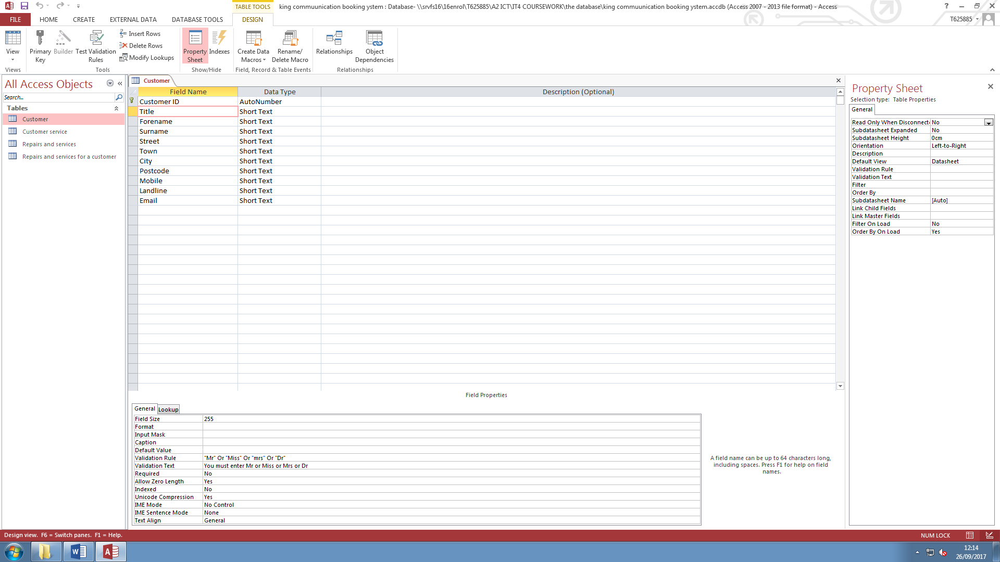 TABLE TOOLS
king commuunication booking ystem : Database- \\srvfs16\16enrol\T625885\A2 ICT\IT4 COURSEWORK\the database\king commuunication booking ystem.accdb (Access 2007 - 2013 file format) - Access
?
FILE HOME CREATE EXTERNAL DATA DATABASE TOOLS DESIGN T625885
View
Primary Key
Builder
Test Validation Rules
Insert Rows
Delete Rows
Modify Lookups
Property Sheet
Indexes
Create Data Macros
Rename/ Delete Macro
Relationships
Object Dependencies
Views Tools Show/Hide Field, Record & Table Events Relationships
All Access Objects
Search...
Tables
Customer
Customer service
Repairs and services
Repairs and services for a customer
Customer
Field Name Data Type Description (Optional)
Customer ID AutoNumber
Title Short Text
Forename Short Text
Surname Short Text
Street Short Text
Town Short Text
City Short Text
Postcode Short Text
Mobile Short Text
Landline Short Text
Email Short Text
Field Properties
General Lookup
Field Size 255
Format
Input Mask
Caption
Default Value
Validation Rule "Mr" Or "Miss" Or "mrs" Or "Dr"
Validation Text You must enter Mr or Miss or Mrs or Dr
Required No
Allow Zero Length Yes
Indexed No
Unicode Compression Yes
IME Mode No Control
IME Sentence Mode None
Text Align General
A field name can be up to 64 characters long,
including spaces. Press F1 for help on field
names.
Property Sheet
Selection type: Table Properties
General
Read Only When Disconnecte No
Subdatasheet Expanded No
Subdatasheet Height 0cm
Orientation Left-to-Right
Description
Default View Datasheet
Validation Rule
Validation Text
Filter
Order By
Subdatasheet Name [Auto]
Link Child Fields
Link Master Fields
Filter On Load No
Order By On Load Yes
Design view. F6 = Switch panes. F1 = Help.
NUM LOCK
12:14
26/09/2017